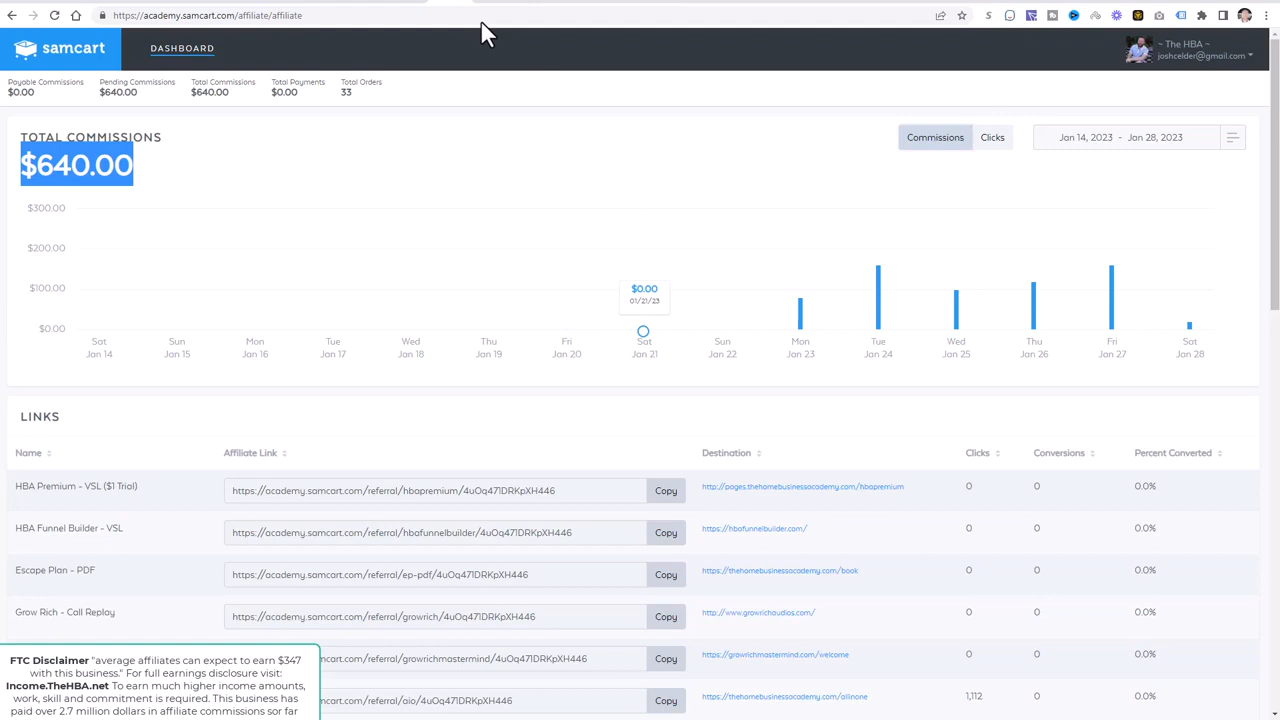 https://academy.samcart.com/affiliate/affiliate
samcart
DASHBOARD
~ The HBA ~
joshcelder@gmail.com
Payable Commissions
$0.00
Pending Commissions
$640.00
Total Commissions
$640.00
Total Payments
$0.00
Total Orders
33
TOTAL COMMISSIONS
$640.00
Commissions
Clicks
Jan 14, 2023 - Jan 28, 2023
$300.00
$200.00
$100.00
$0.00
$0.00
01/21/23
Sat
Jan 14
Sun
Jan 15
Mon
Jan 16
Tue
Jan 17
Wed
Jan 18
Thu
Jan 19
Fri
Jan 20
Sat
Jan 21
Sun
Jan 22
Mon
Jan 23
Tue
Jan 24
Wed
Jan 25
Thu
Jan 26
Fri
Jan 27
Sat
Jan 28
LINKS
Name Affiliate Link Destination Clicks Conversions Percent Converted
HBA Premium - VSL ($1 Trial) https://academy.samcart.com/referral/hbapremium/4uOq471DRKpXH446 Copy http://pages.thehomebusinessacademy.com/hbapremium 0 0 0.0%
HBA Funnel Builder - VSL https://academy.samcart.com/referral/hbafunnelbuilder/4uOq471DRKpXH446 Copy https://hbafunnelbuilder.com/ 0 0 0.0%
Escape Plan - PDF https://academy.samcart.com/referral/ep-pdf/4uOq471DRKpXH446 Copy https://thehomebusinessacademy.com/book 0 0 0.0%
Grow Rich - Call Replay https://academy.samcart.com/referral/growrich/4uOq471DRKpXH446 Copy http://www.growrichaudios.com/ 0 0 0.0%
.samcart.com/referral/growrichmastermind/4uOq471DRKpXH446 Copy https://growrichmastermind.com/welcome 0 0 0.0%
.samcart.com/referral/aio/4uOq471DRKpXH446 Copy https://thehomebusinessacademy.com/allinone 1,112 0 0.0%
FTC Disclaimer "average affiliates can expect to earn $347
with this business." For full earnings disclosure visit:
Income.TheHBA.net To earn much higher income amounts,
work, skill and commitment is required. This business has
paid over 2.7 million dollars in affiliate commissions sor far